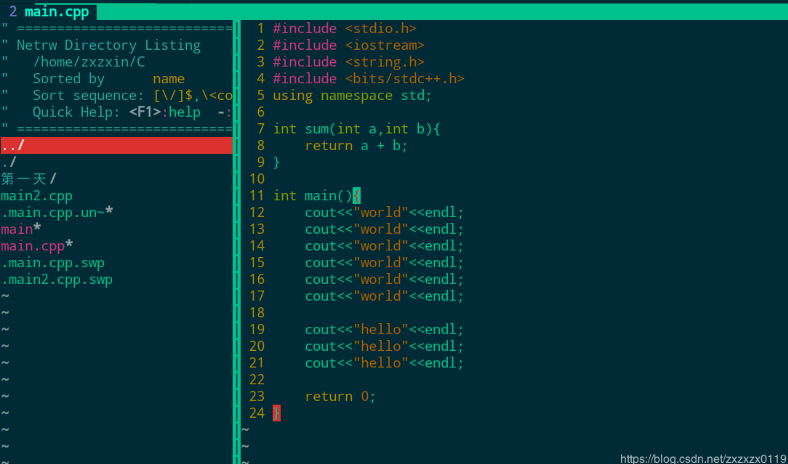 2 main.cpp
" ===========================
" Netrw Directory Listing
"   /home/zxzxin/C
"   Sorted by      name
"   Sort sequence: [\/]$,\<co
"   Quick Help: <F1>:help  -:
" ===========================
../
./
第一天/
main2.cpp
.main.cpp.un~*
main*
main.cpp*
.main.cpp.swp
.main2.cpp.swp
~
~
~
~
~
~
~
~
~
~
~
1 #include <stdio.h>
2 #include <iostream>
3 #include <string.h>
4 #include <bits/stdc++.h>
5 using namespace std;
6
7 int sum(int a,int b){
8     return a + b;
9 }
10
11 int main(){
12     cout<<"world"<<endl;
13     cout<<"world"<<endl;
14     cout<<"world"<<endl;
15     cout<<"world"<<endl;
16     cout<<"world"<<endl;
17     cout<<"world"<<endl;
18
19     cout<<"hello"<<endl;
20     cout<<"hello"<<endl;
21     cout<<"hello"<<endl;
22
23     return 0;
24 }
~
~
https://blog.csdn.net/zxzxzx0119